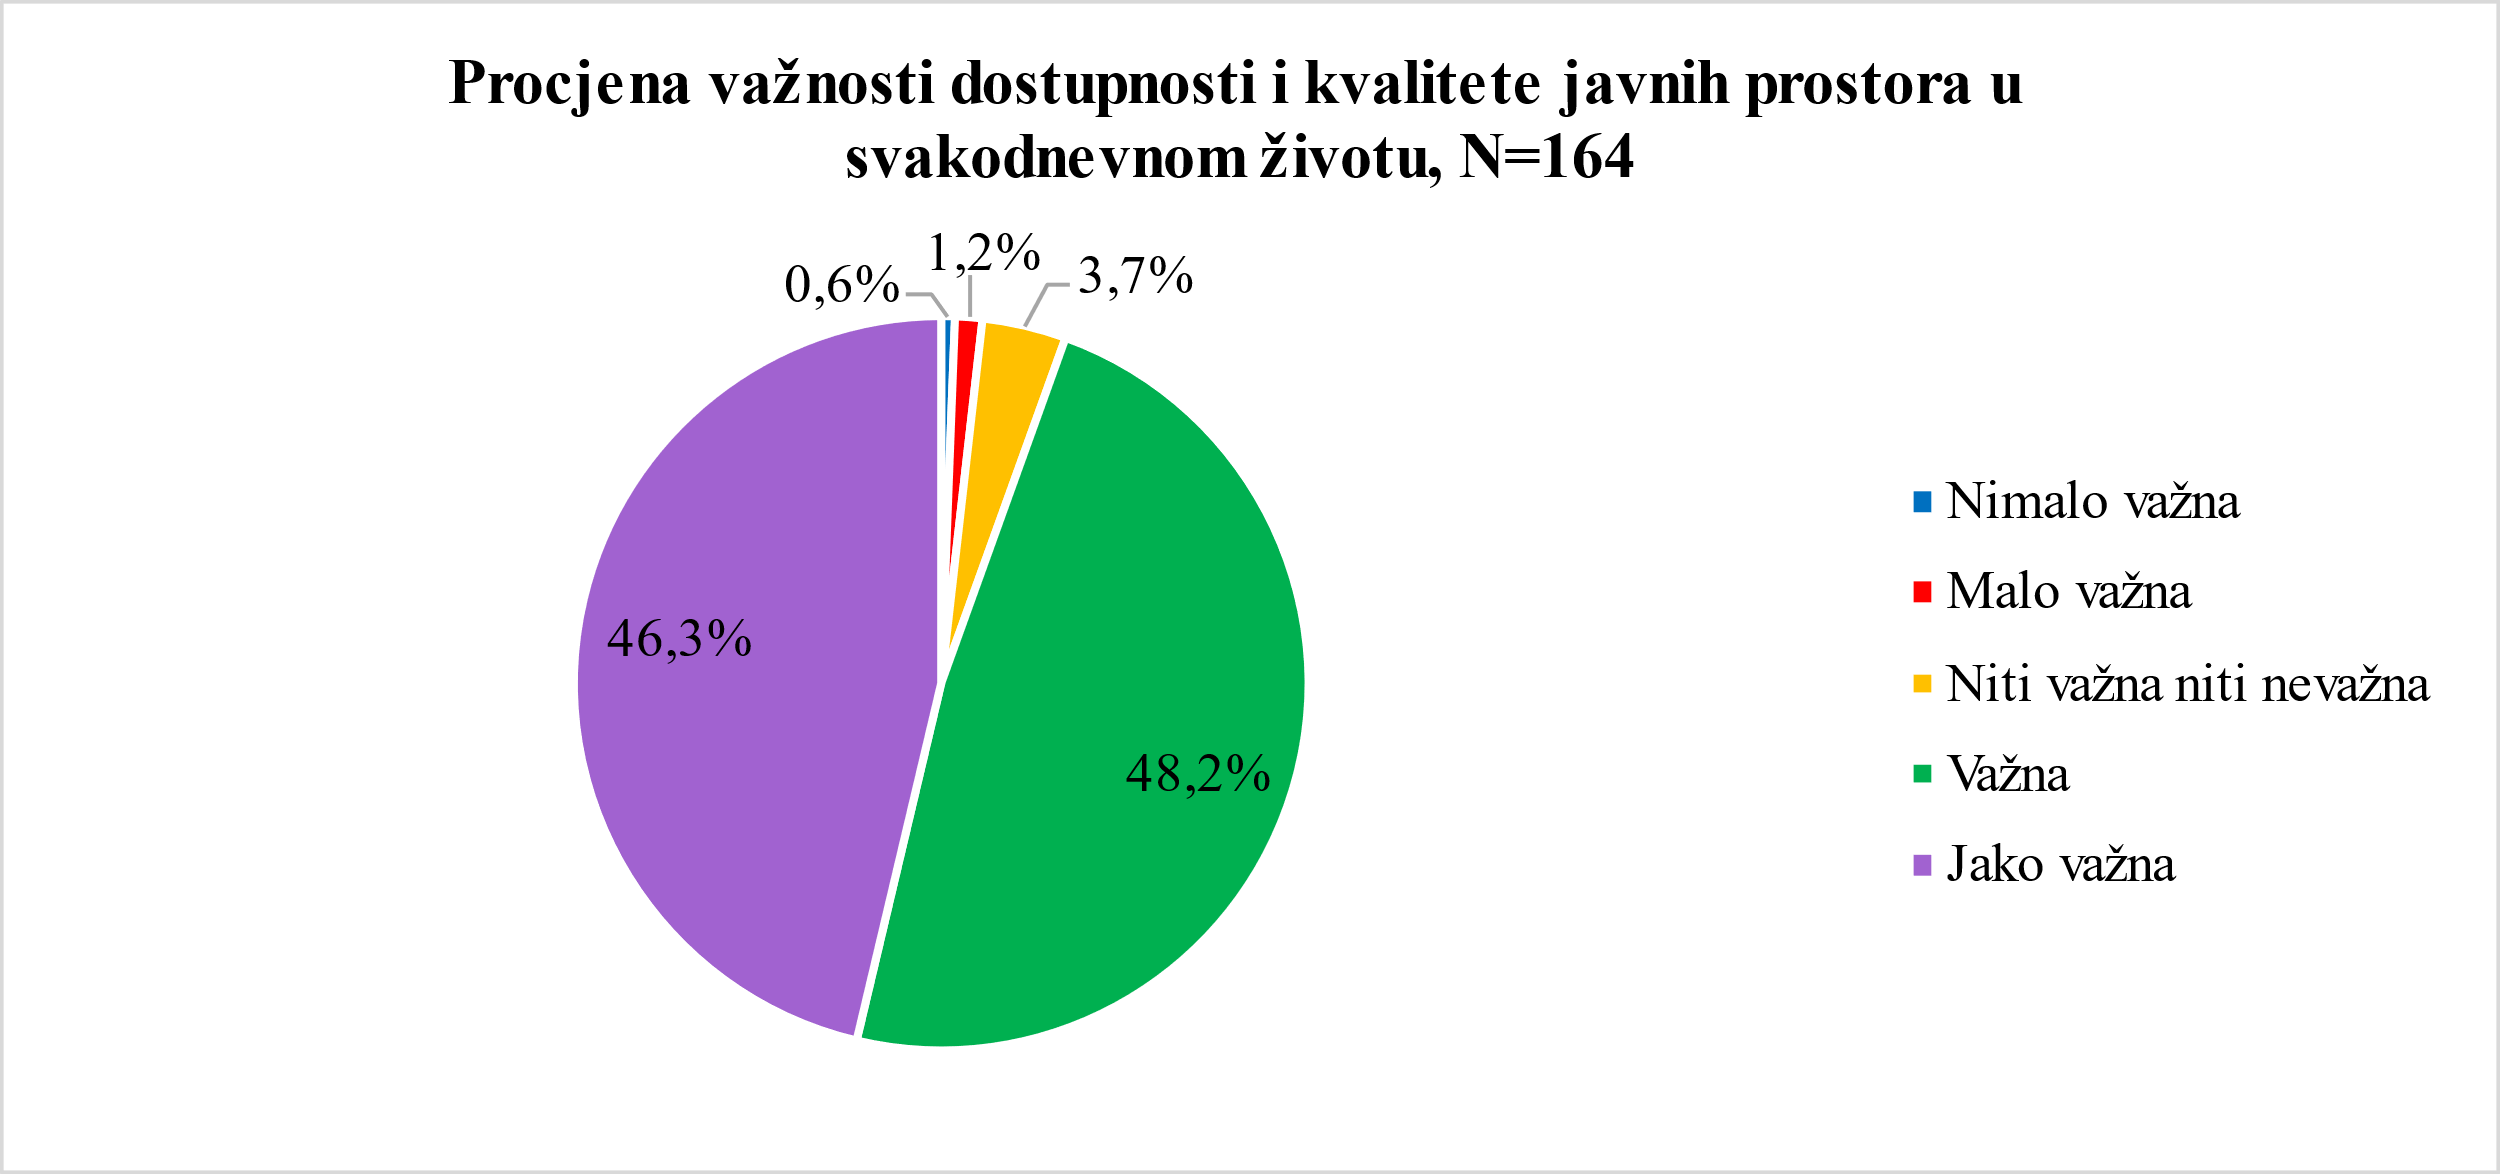 Procjena važnosti dostupnosti i kvalitete javnih prostora u
svakodnevnom životu, N=164
0,6%
1,2%
3,7%
46,3%
48,2%
Nimalo važna
Malo važna
Niti važna niti nevažna
Važna
Jako važna